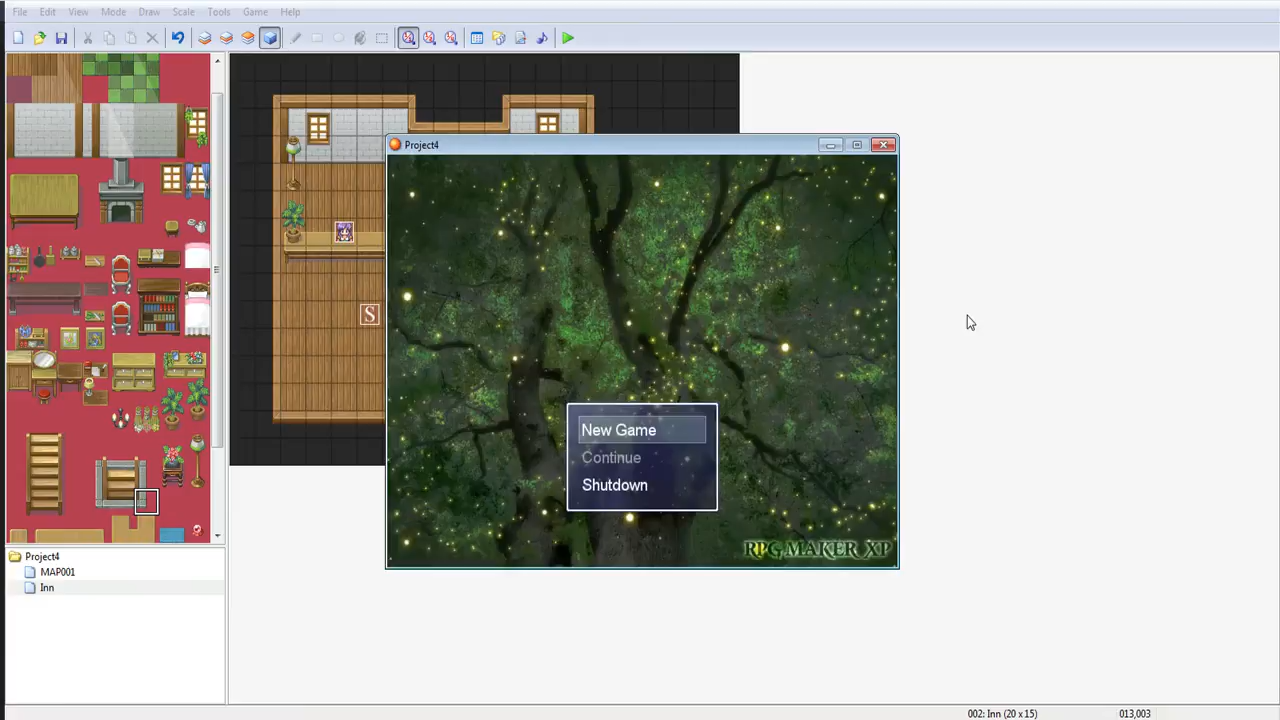 File Edit View Mode Draw Scale Tools Game Help
Project4
S
New Game
Continue
Shutdown
RPG MAKER XP
Project4
MAP001
Inn
002: Inn (20 x 15) 013,003